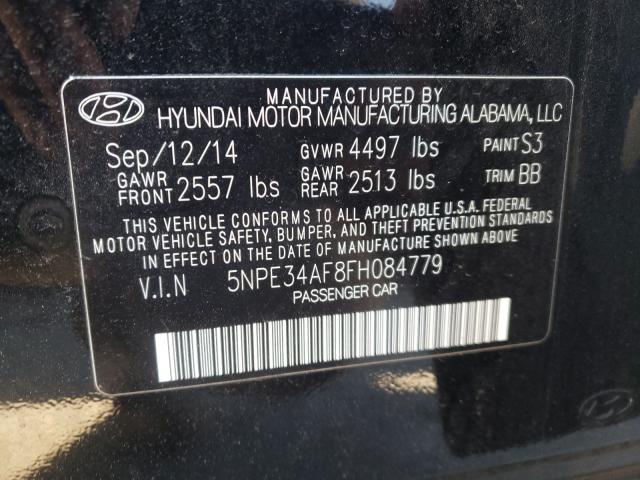 MANUFACTURED BY
HYUNDAI MOTOR MANUFACTURING ALABAMA, LLC
Sep/12/14 GVWR 4497 lbs PAINT S3
GAWR FRONT 2557 lbs GAWR REAR 2513 lbs TRIM BB
THIS VEHICLE CONFORMS TO ALL APPLICABLE U.S.A. FEDERAL
MOTOR VEHICLE SAFETY, BUMPER, AND THEFT PREVENTION STANDARDS
IN EFFECT ON THE DATE OF MANUFACTURE SHOWN ABOVE.
V.I.N 5NPE34AF8FH084779
PASSENGER CAR